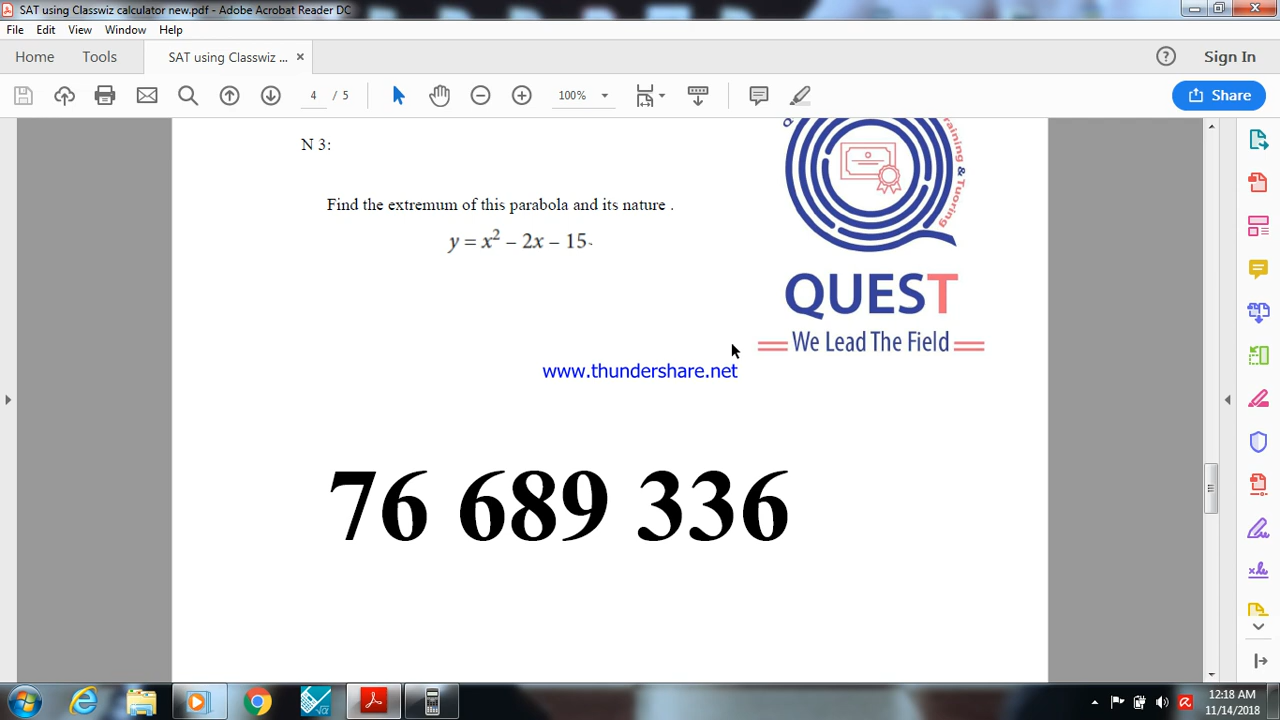 SAT using Classwiz calculator new.pdf - Adobe Acrobat Reader DC
File Edit View Window Help
Home Tools SAT using Classwiz ... × ? Sign In
4 / 5 100% Share
N 3:
Training & Tuoring
Find the extremum of this parabola and its nature .
y = x² – 2x – 15.
QUEST
We Lead The Field
www.thundershare.net
76 689 336
12:18 AM
11/14/2018